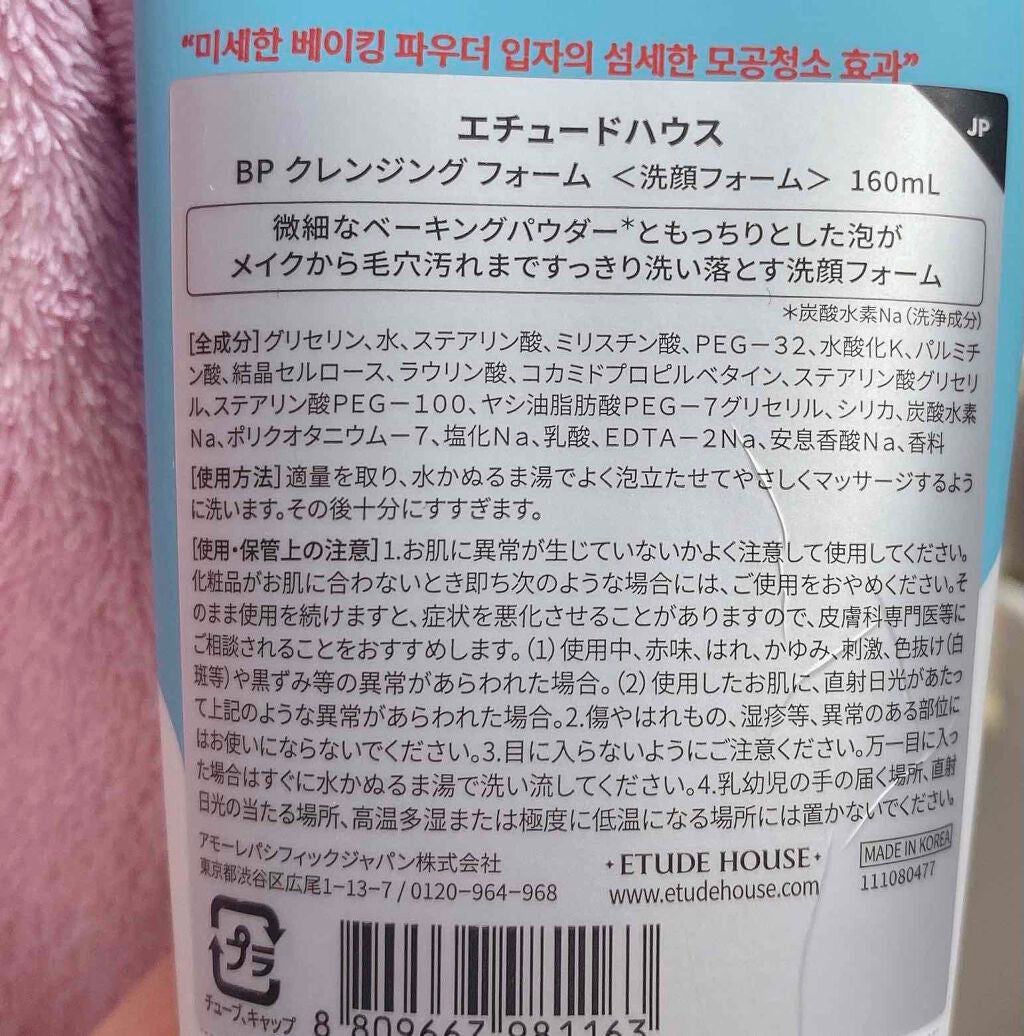 “미세한 베이킹 파우더 입자의 섬세한 모공청소 효과”
JP
エチュードハウス
BP クレンジング フォーム ＜洗顔フォーム＞ 160mL
微細なベーキングパウダー＊ともっちりとした泡が
メイクから毛穴汚れまですっきり洗い落とす洗顔フォーム
＊炭酸水素Na（洗浄成分）
[全成分]グリセリン、水、ステアリン酸、ミリスチン酸、PEG－32、水酸化K、パルミチ
ン酸、結晶セルロース、ラウリン酸、コカミドプロピルベタイン、ステアリン酸グリセリ
ル、ステアリン酸PEG－100、ヤシ油脂肪酸PEG－7グリセリル、シリカ、炭酸水素
Na、ポリクオタニウム－7、塩化Na、乳酸、EDTA－2Na、安息香酸Na、香料
[使用方法]適量を取り、水かぬるま湯でよく泡立たせてやさしくマッサージするよう
に洗います。その後十分にすすぎます。
[使用・保管上の注意]1.お肌に異常が生じていないかよく注意して使用してください。
化粧品がお肌に合わないとき即ち次のような場合には、ご使用をおやめください。そ
のまま使用を続けますと、症状を悪化させることがありますので、皮膚科専門医等に
ご相談されることをおすすめします。（1）使用中、赤味、はれ、かゆみ、刺激、色抜け（白
斑等）や黒ずみ等の異常があらわれた場合。（2）使用したお肌に、直射日光があたっ
て上記のような異常があらわれた場合。2.傷やはれもの、湿疹等、異常のある部位に
はお使いにならないでください。3.目に入らないようにご注意ください。万一目に入っ
た場合はすぐに水かぬるま湯で洗い流してください。4.乳幼児の手の届く場所、直射
日光の当たる場所、高温多湿または極度に低温になる場所には置かないでください。
アモーレパシフィックジャパン株式会社
東京都渋谷区広尾1-13-7 / 0120-964-968
ETUDE HOUSE
www.etudehouse.com
MADE IN KOREA
111080477
プラ
チューブ、キャップ
8 809667 981163